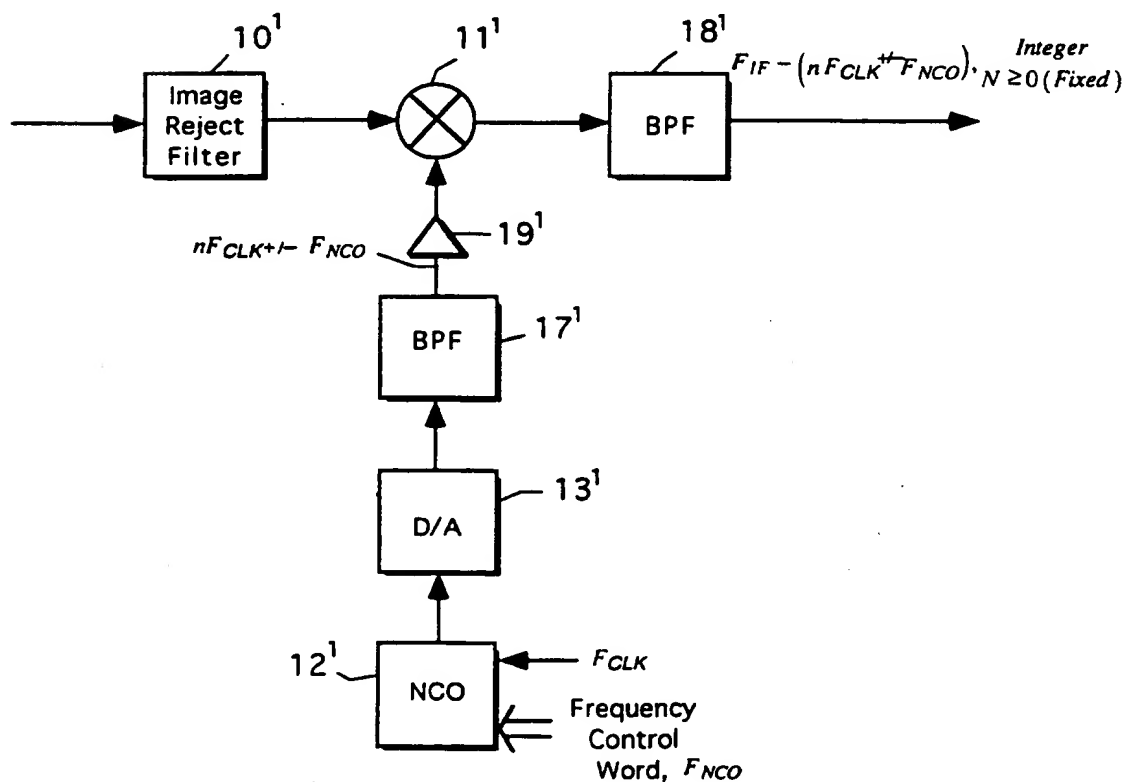 10¹
Image
Reject
Filter
11¹
18¹
BPF
F_IF - (nF_CLK +/- F_NCO), Integer
N ≥ 0 (Fixed)
19¹
nF_CLK +/- F_NCO
BPF
17¹
D/A
13¹
12¹
NCO
F_CLK
Frequency
Control
Word, F_NCO